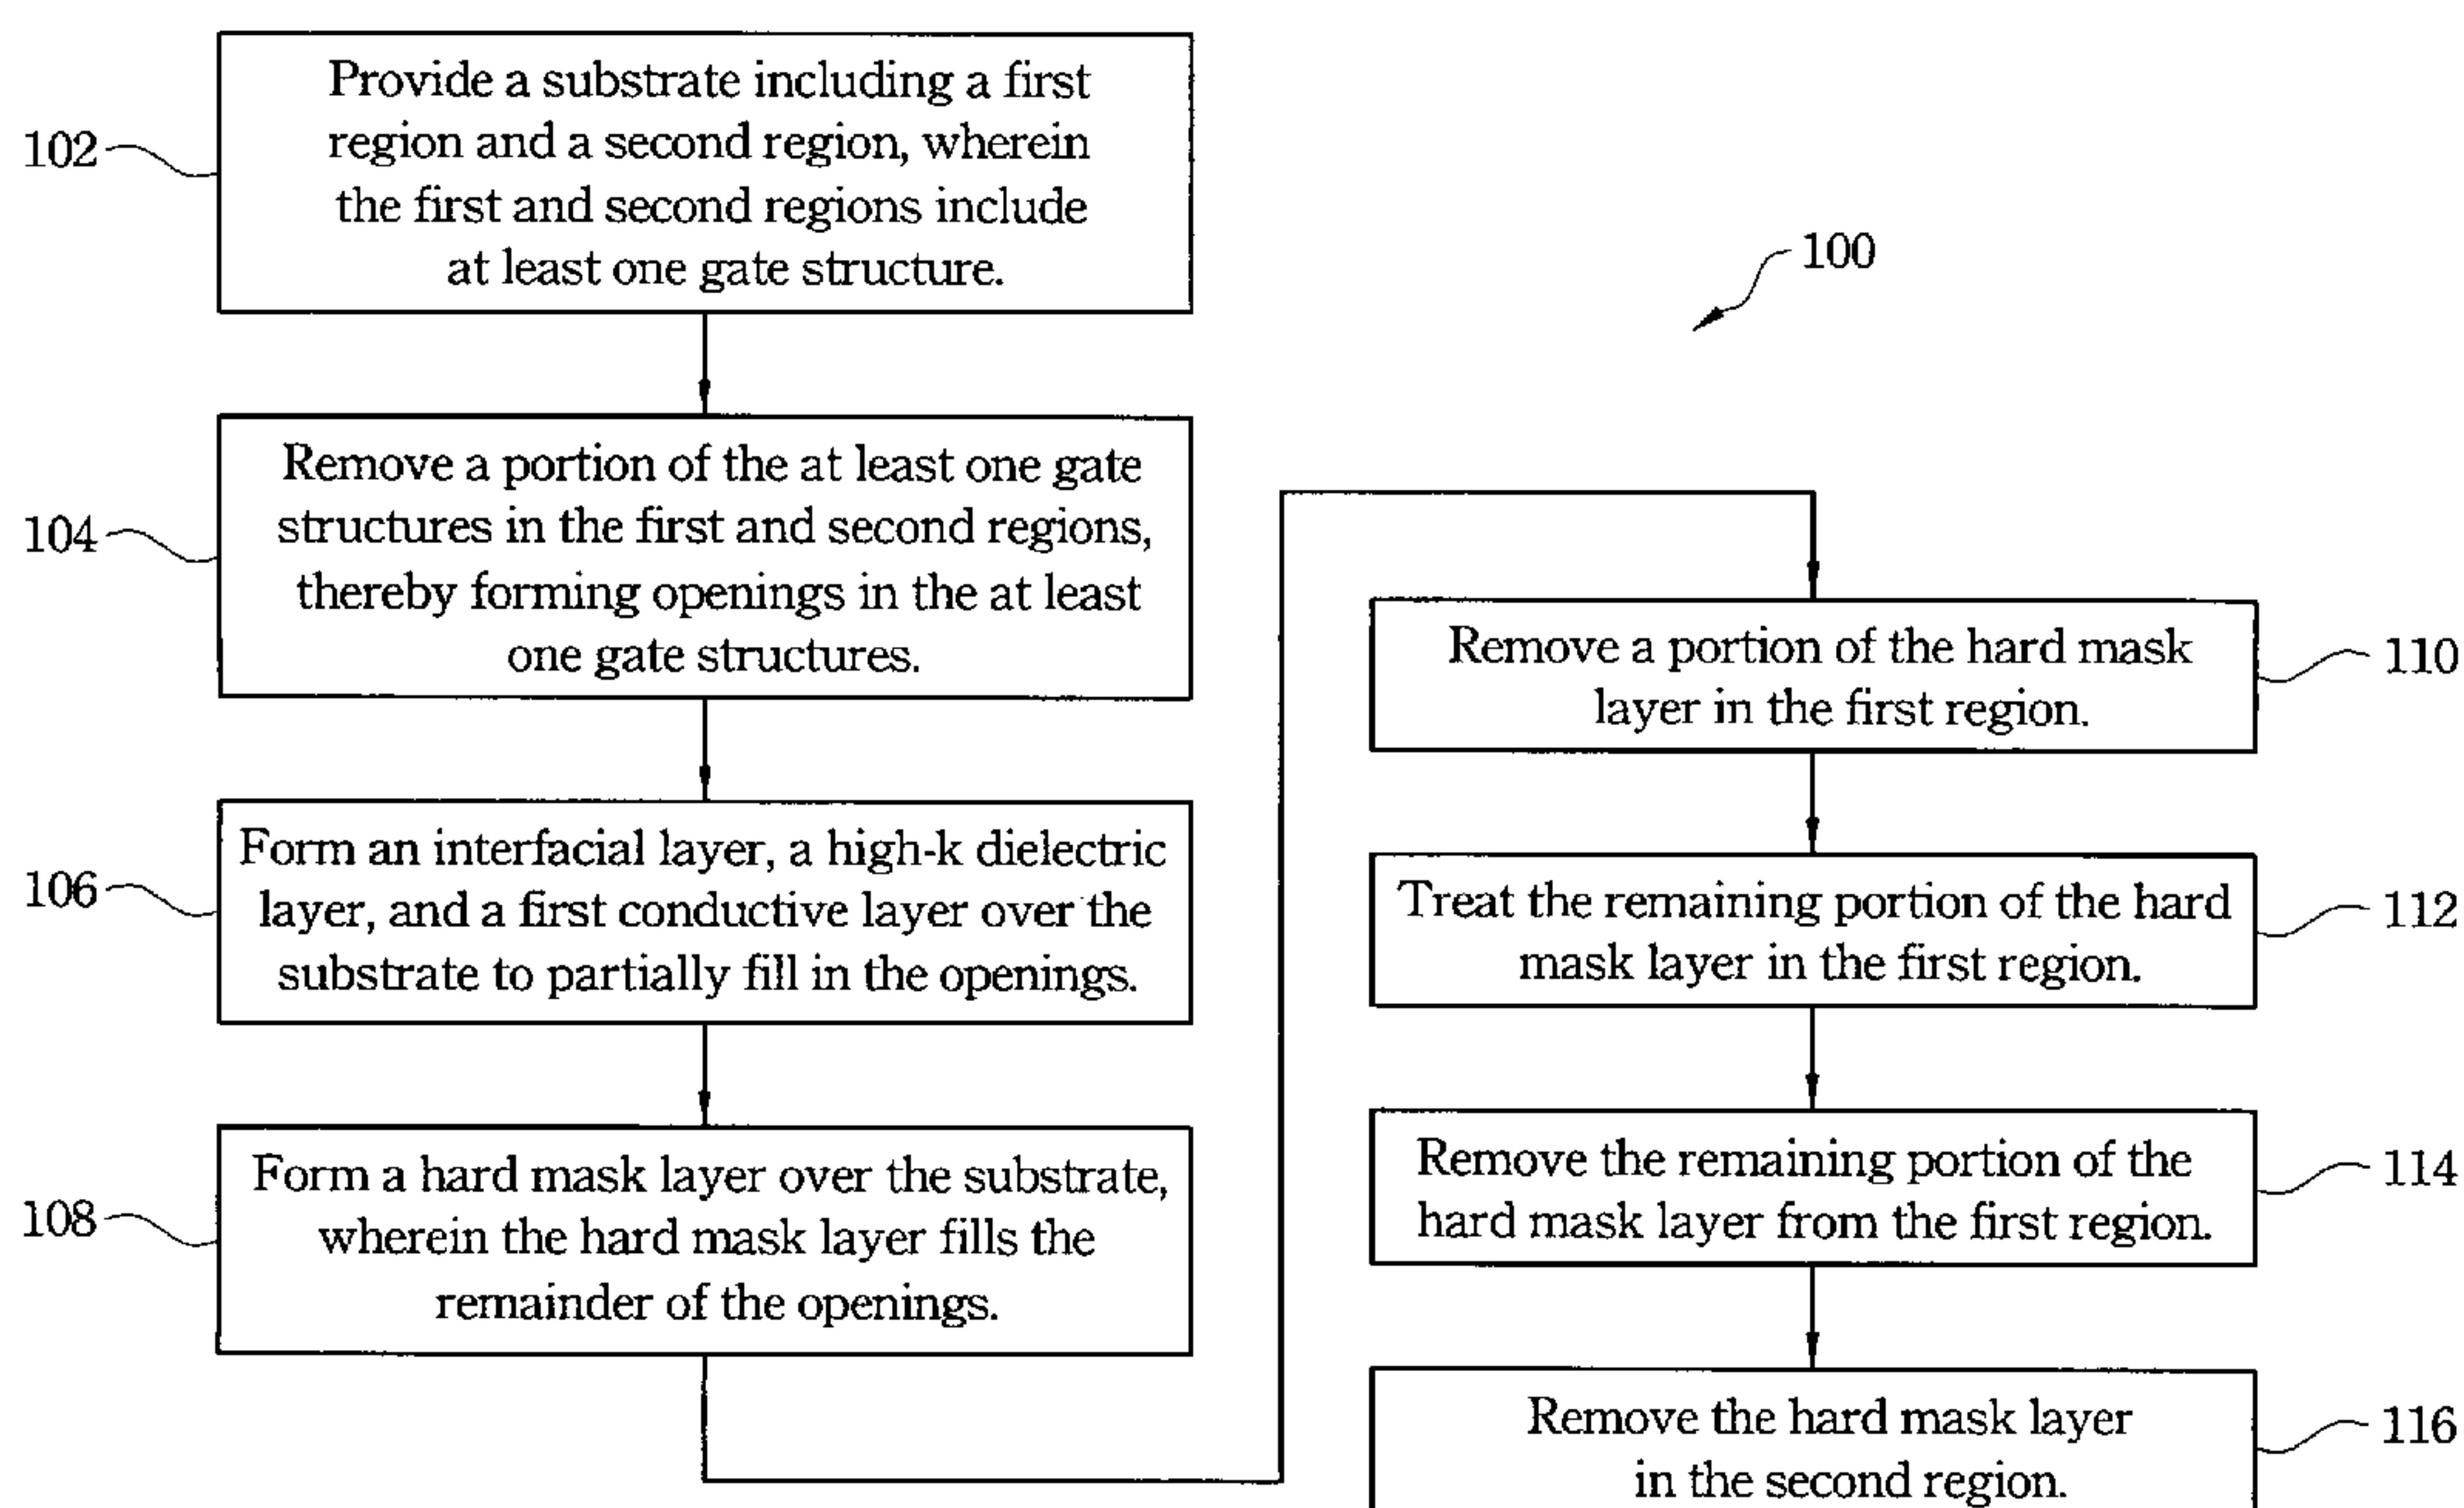 102
Provide a substrate including a first
region and a second region, wherein
the first and second regions include
at least one gate structure.
100
104
Remove a portion of the at least one gate
structures in the first and second regions,
thereby forming openings in the at least
one gate structures.
106
Form an interfacial layer, a high-k dielectric
layer, and a first conductive layer over the
substrate to partially fill in the openings.
108
Form a hard mask layer over the substrate,
wherein the hard mask layer fills the
remainder of the openings.
Remove a portion of the hard mask
layer in the first region.
110
Treat the remaining portion of the hard
mask layer in the first region.
112
Remove the remaining portion of the
hard mask layer from the first region.
114
Remove the hard mask layer
in the second region.
116